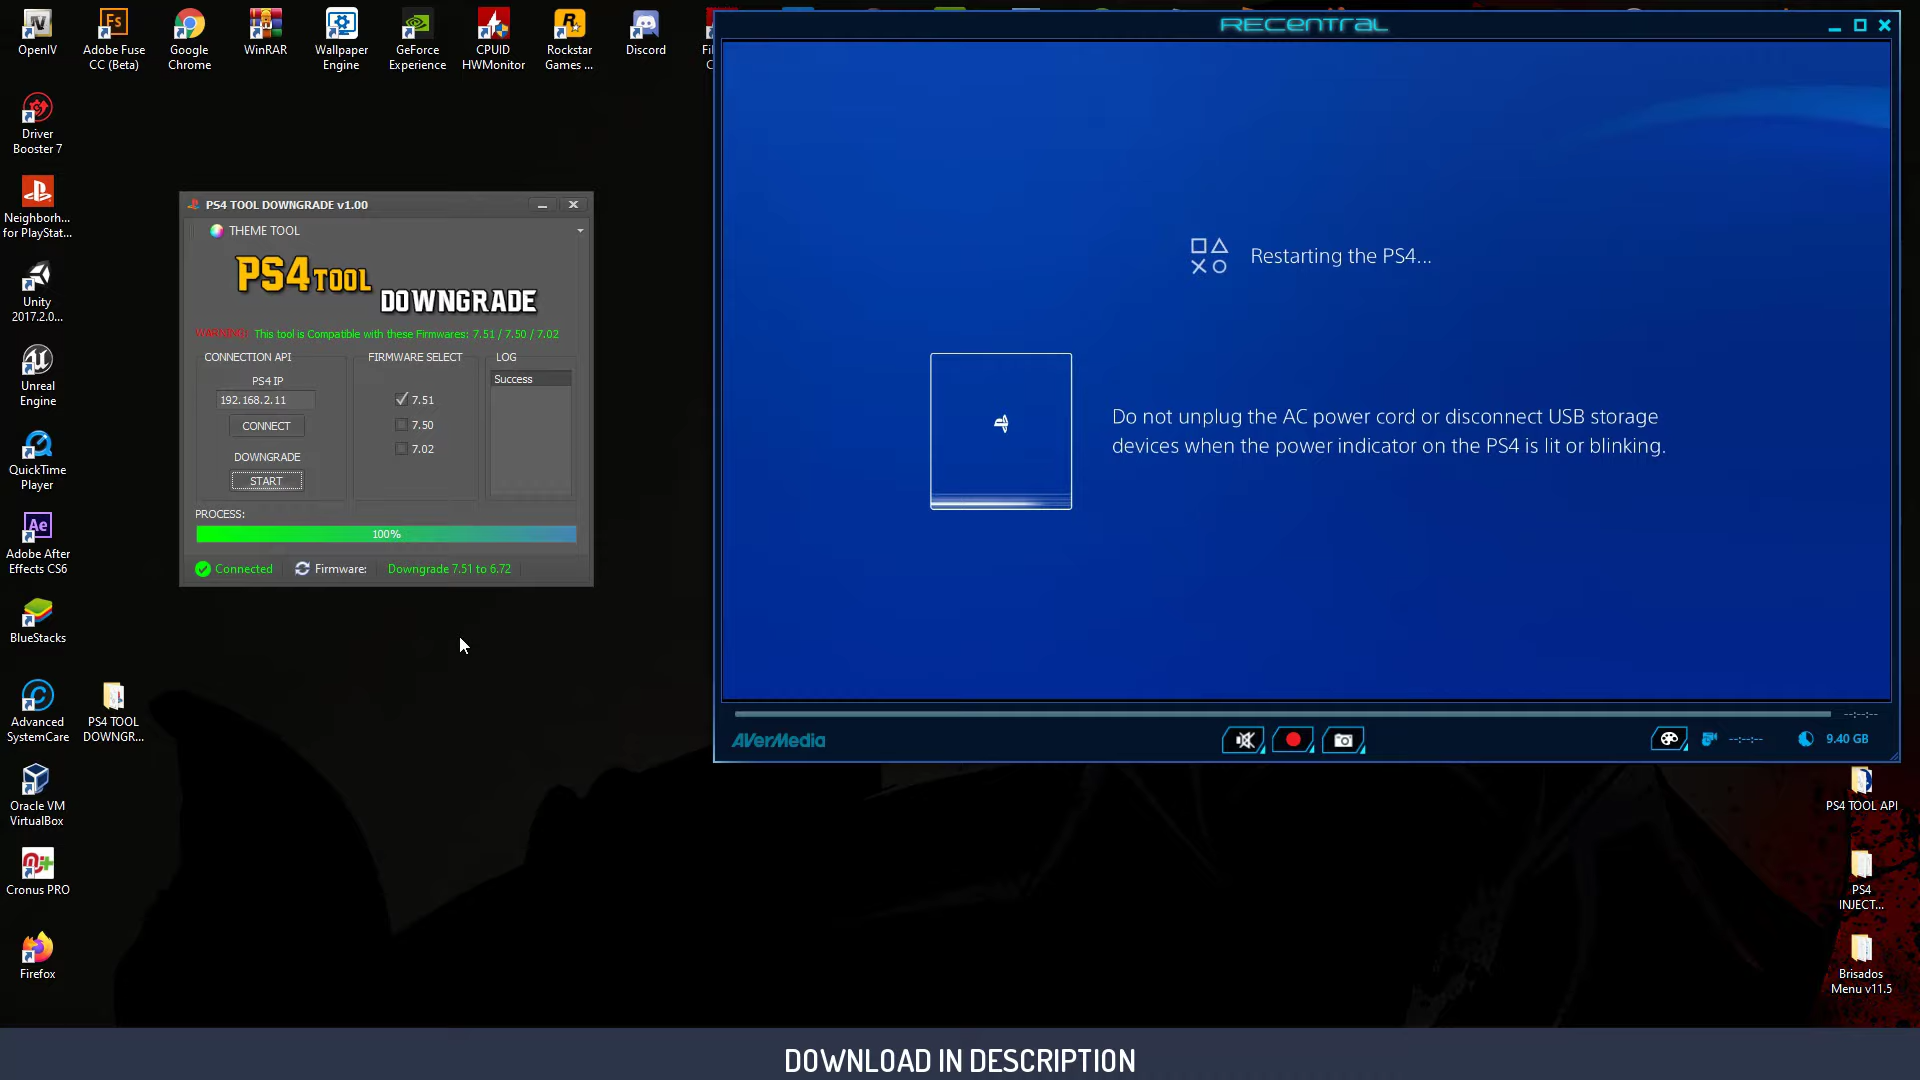 OpenIV
Adobe Fuse
CC (Beta)
Google
Chrome
WinRAR
Wallpaper
Engine
GeForce
Experience
CPUID
HWMonitor
Rockstar
Games ...
Discord
Driver
Booster 7
Neighborh...
for PlayStat...
Unity
2017.2.0...
Unreal
Engine
QuickTime
Player
Adobe After
Effects CS6
BlueStacks
Advanced
SystemCare
PS4 TOOL
DOWNGR...
Oracle VM
VirtualBox
Cronus PRO
Firefox
PS4 TOOL DOWNGRADE v1.00
THEME TOOL
PS4 TOOL
DOWNGRADE
WARNING: This tool is Compatible with these Firmwares: 7.51 / 7.50 / 7.02
CONNECTION API
PS4 IP
192.168.2.11
CONNECT
DOWNGRADE
START
FIRMWARE SELECT
7.51
7.50
7.02
LOG
Success
PROCESS:
100%
Connected
Firmware:
Downgrade 7.51 to 6.72
RECENTRAL
Restarting the PS4...
Do not unplug the AC power cord or disconnect USB storage
devices when the power indicator on the PS4 is lit or blinking.
--:--:--
AVerMedia
--:--:--
9.40 GB
PS4 TOOL API
PS4
INJECT...
Brisados
Menu v11.5
DOWNLOAD IN DESCRIPTION